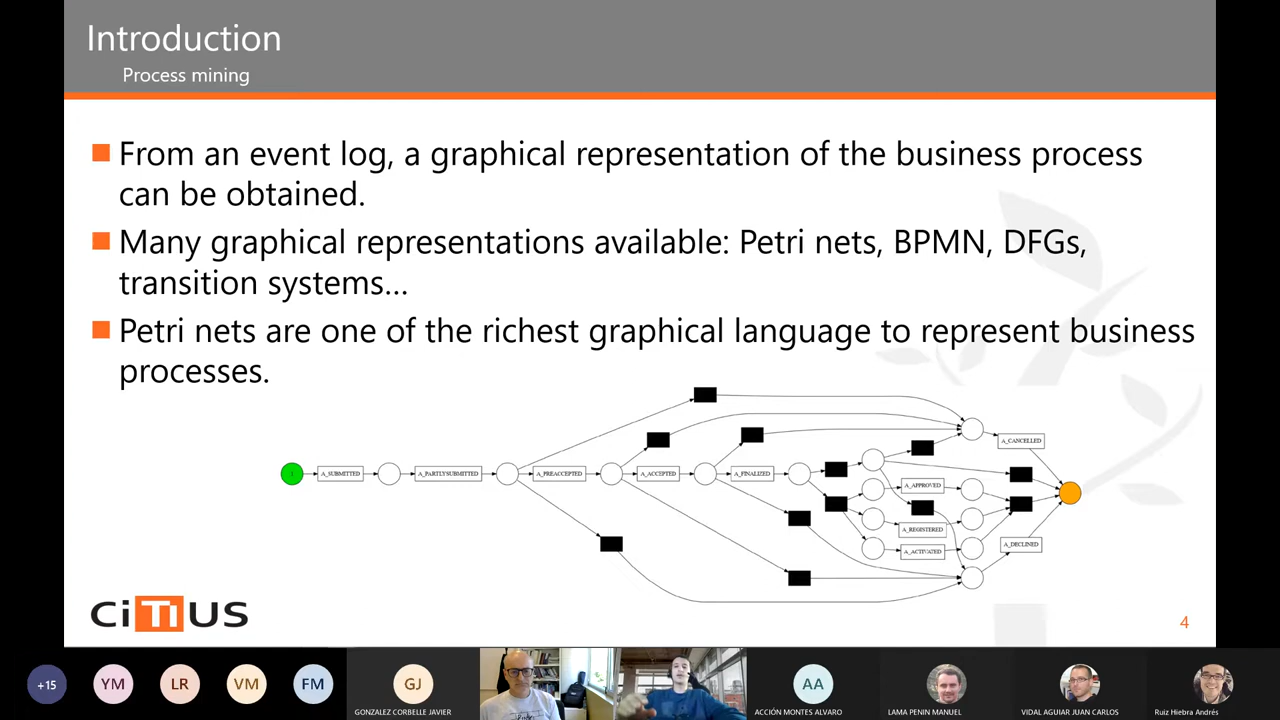 Introduction
Process mining
From an event log, a graphical representation of the business process
can be obtained.
Many graphical representations available: Petri nets, BPMN, DFGs,
transition systems...
Petri nets are one of the richest graphical language to represent business
processes.
A_CANCELLED
A_SUBMITTED
A_PARTLYSUBMITTED
A_PREACCEPTED
A_ACCEPTED
A_FINALIZED
A_APPROVED
A_REGISTERED
A_ACTIVATED
A_DECLINED
CiTIUS
4
+15
YM
LR
VM
FM
GJ
AA
GONZALEZ CORBELLE JAVIER
ACCIÓN MONTES ALVARO
LAMA PENIN MANUEL
VIDAL AGUIAR JUAN CARLOS
Ruiz Hiebra Andrés